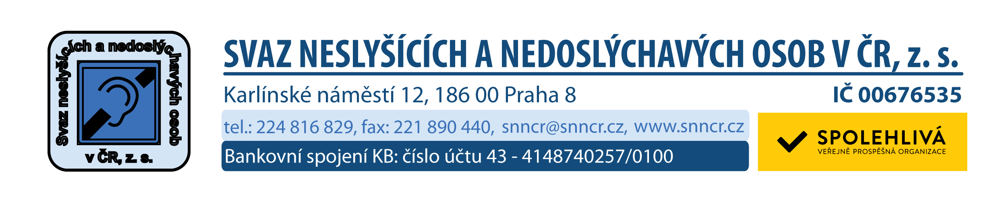 Svaz neslyšících a nedoslýchavých osob
v ČR, z. s.
SVAZ NESLYŠÍCÍCH A NEDOSLÝCHAVÝCH OSOB V ČR, z. s.
Karlínské náměstí 12, 186 00 Praha 8
IČ 00676535
tel.: 224 816 829, fax: 221 890 440, snncr@snncr.cz, www.snncr.cz
Bankovní spojení KB: číslo účtu 43 - 4148740257/0100
SPOLEHLIVÁ
VEŘEJNĚ PROSPĚŠNÁ ORGANIZACE